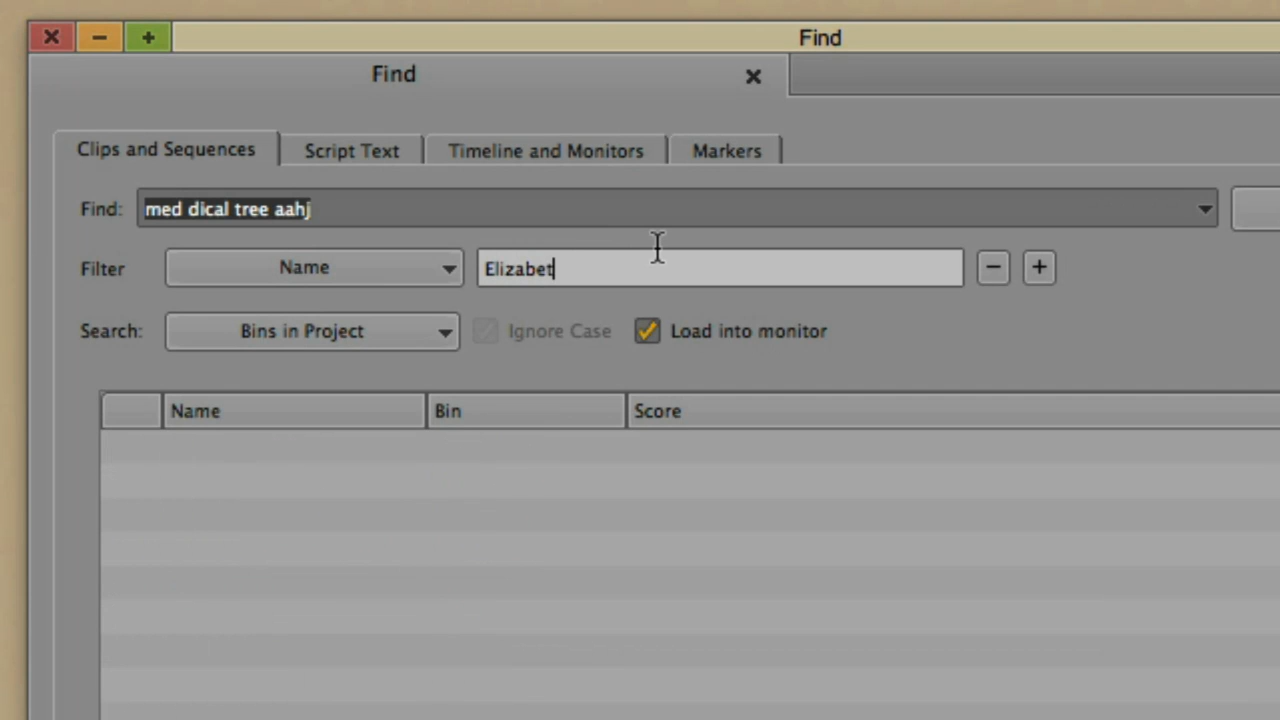 Find
Find
Clips and Sequences Script Text Timeline and Monitors Markers
Find: med dical tree aahj
Filter Name Elizabet
Search: Bins in Project Ignore Case Load into monitor
Name Bin Score